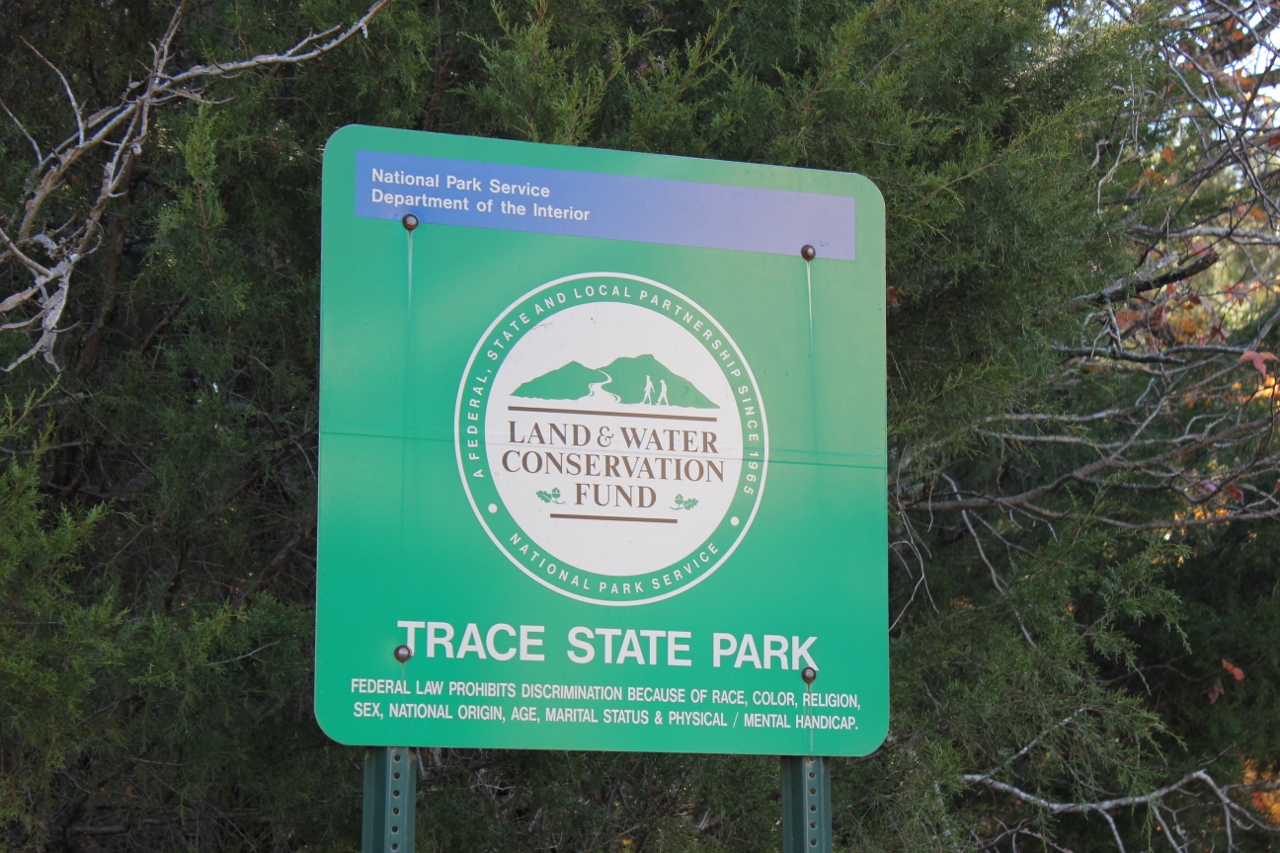 National Park Service
Department of the Interior
A FEDERAL, STATE AND LOCAL PARTNERSHIP SINCE 1965
LAND & WATER
CONSERVATION
FUND
NATIONAL PARK SERVICE
TRACE STATE PARK
FEDERAL LAW PROHIBITS DISCRIMINATION BECAUSE OF RACE, COLOR, RELIGION,
SEX, NATIONAL ORIGIN, AGE, MARITAL STATUS & PHYSICAL / MENTAL HANDICAP.